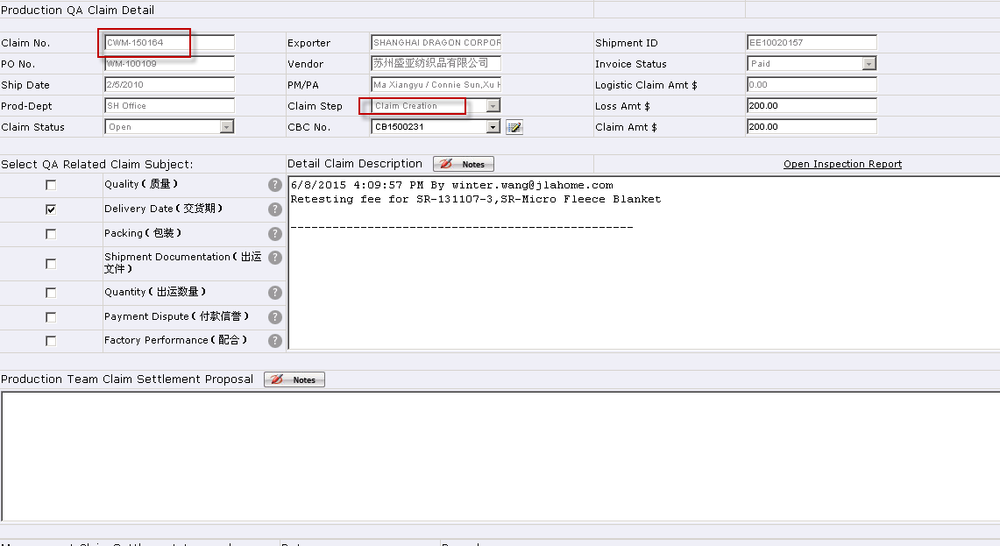 Production QA Claim Detail
Claim No. CWM-150164 Exporter SHANGHAI DRAGON CORPOR Shipment ID EE10020157
PO No. WM-100109 Vendor 苏州盛亚纺织品有限公司 Invoice Status Paid
Ship Date 2/5/2010 PM/PA Ma Xiangyu / Connie Sun,Xu H Logistic Claim Amt $ 0.00
Prod-Dept SH Office Claim Step Claim Creation Loss Amt $ 200.00
Claim Status Open CBC No. CB1500231 Claim Amt $ 200.00
Select QA Related Claim Subject: Detail Claim Description Notes Open Inspection Report
Quality ( 质量 ) ?
Delivery Date ( 交货期 ) ?
Packing ( 包装 ) ?
Shipment Documentation ( 出运
文件 ) ?
Quantity ( 出运数量 ) ?
Payment Dispute ( 付款信誉 ) ?
Factory Performance ( 配合 ) ?
6/8/2015 4:09:57 PM By winter.wang@jlahome.com
Retesting fee for SR-131107-3,SR-Micro Fleece Blanket
-------------------------------------------------
Production Team Claim Settlement Proposal Notes